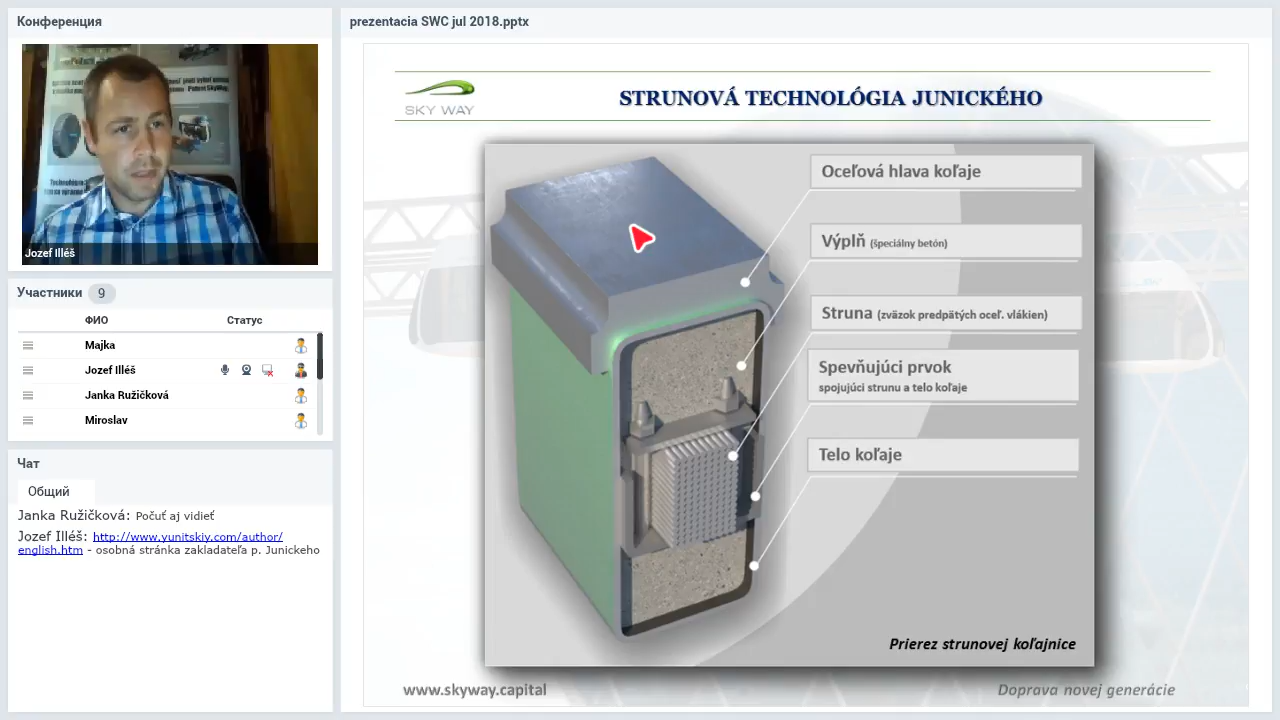 Конференция
Jozef Illéš
Участники 9
ФИО Статус
Majka
Jozef Illéš
Janka Ružičková
Miroslav
Чат
Общий
Janka Ružičková: Počuť aj vidieť
Jozef Illéš: http://www.yunitskiy.com/author/
english.htm - osobná stránka zakladateľa p. Junickeho
prezentacia SWC jul 2018.pptx
SKY WAY
STRUNOVÁ TECHNOLÓGIA JUNICKÉHO
Oceľová hlava koľaje
Výplň (špeciálny betón)
Struna (zväzok predpätých oceľ. vlákien)
Spevňujúci prvok
spojujúci strunu a telo koľaje
Telo koľaje
Prierez strunovej koľajnice
www.skyway.capital
Doprava novej generácie